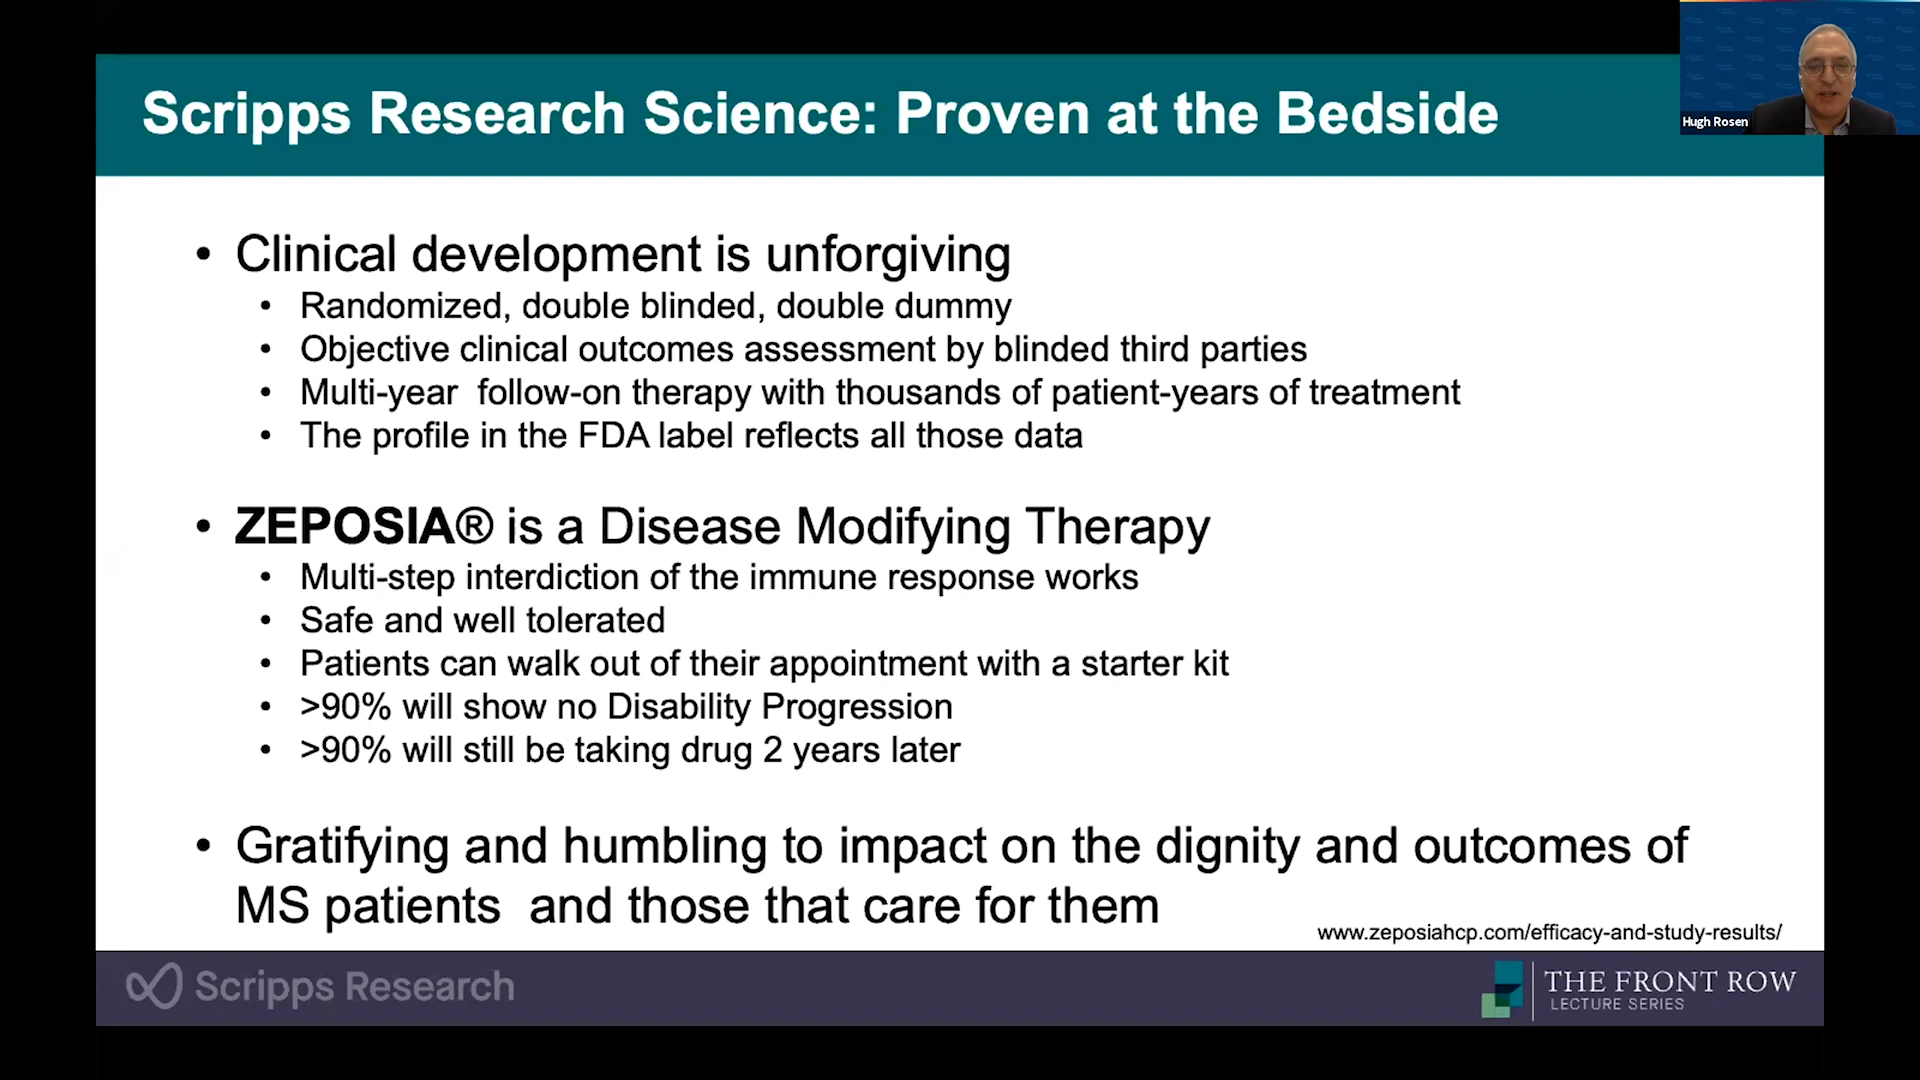 Scripps Research Science: Proven at the Bedside
Hugh Rosen
• Clinical development is unforgiving
• Randomized, double blinded, double dummy
• Objective clinical outcomes assessment by blinded third parties
• Multi-year  follow-on therapy with thousands of patient-years of treatment
• The profile in the FDA label reflects all those data
• ZEPOSIA® is a Disease Modifying Therapy
• Multi-step interdiction of the immune response works
• Safe and well tolerated
• Patients can walk out of their appointment with a starter kit
• >90% will show no Disability Progression
• >90% will still be taking drug 2 years later
• Gratifying and humbling to impact on the dignity and outcomes of
MS patients  and those that care for them
www.zeposiahcp.com/efficacy-and-study-results/
Scripps Research
THE FRONT ROW
LECTURE SERIES